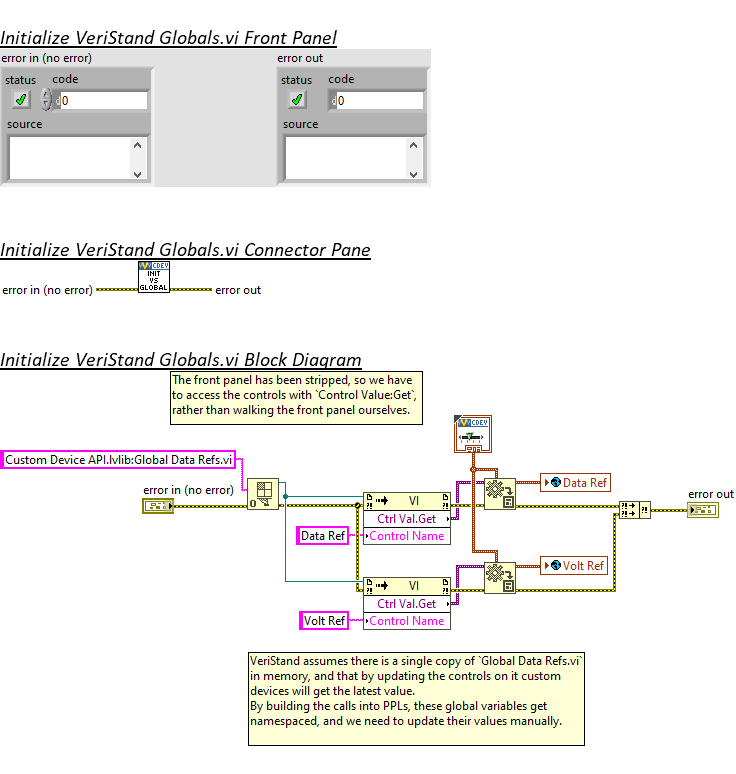 Initialize VeriStand Globals.vi Front Panel
error in (no error)
error out
status code
status code
d0
d0
source
source
Initialize VeriStand Globals.vi Connector Pane
CDEV
INIT
VS
GLOBAL
error in (no error)
error out
Initialize VeriStand Globals.vi Block Diagram
The front panel has been stripped, so we have
to access the controls with `Control Value:Get`,
rather than walking the front panel ourselves.
CDEV
Custom Device API.lvlib:Global Data Refs.vi
error in (no error)
Data Ref
error out
VI
Ctrl Val.Get
Data Ref
Control Name
Volt Ref
VI
Ctrl Val.Get
Volt Ref
Control Name
VeriStand assumes there is a single copy of `Global Data Refs.vi`
in memory, and that by updating the controls on it custom
devices will get the latest value.
By building the calls into PPLs, these global variables get
namespaced, and we need to update their values manually.